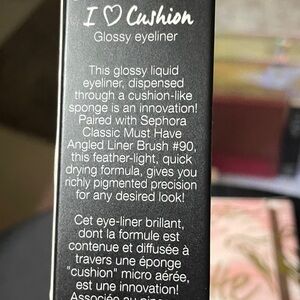 I ♡ Cushion
Glossy eyeliner
This glossy liquid
eyeliner, dispensed
through a cushion-like
sponge is an innovation!
Paired with Sephora
Classic Must Have
Angled Liner Brush #90,
this feather-light, quick
drying formula, gives you
richly pigmented precision
for any desired look!
Cet eye-liner brillant,
dont la formule est
contenue et diffusée à
travers une éponge
"cushion" micro aérée,
est une innovation!
Associée au